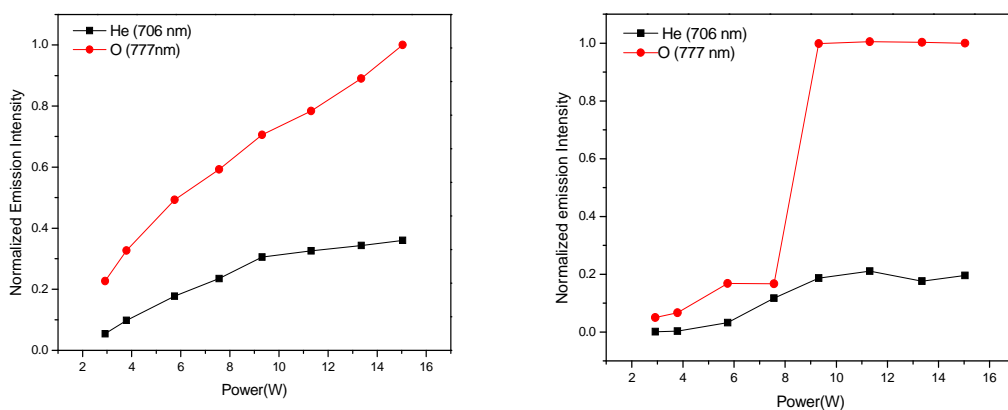 He (706 nm)
O (777nm)
Normalized Emission Intensity
1.0
0.8
0.6
0.4
0.2
0.0
2 4 6 8 10 12 14 16
Power(W)
He (706 nm)
O (777 nm)
Normalized emission Intensity
1.0
0.8
0.6
0.4
0.2
0.0
2 4 6 8 10 12 14 16
Power(W)